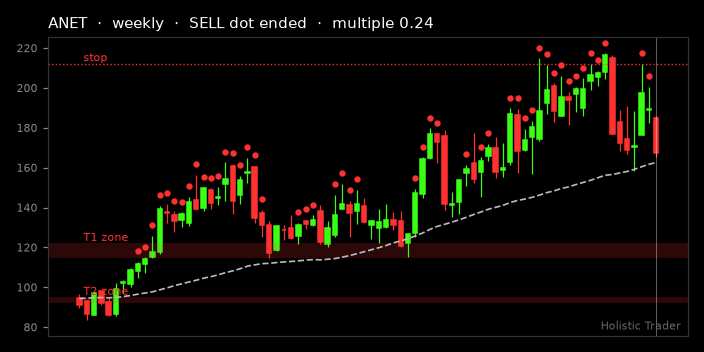 ANET · weekly · SELL dot ended · multiple 0.24
220
stop
200
180
160
140
T1 zone
120
100
T2 zone
80
Holistic Trader